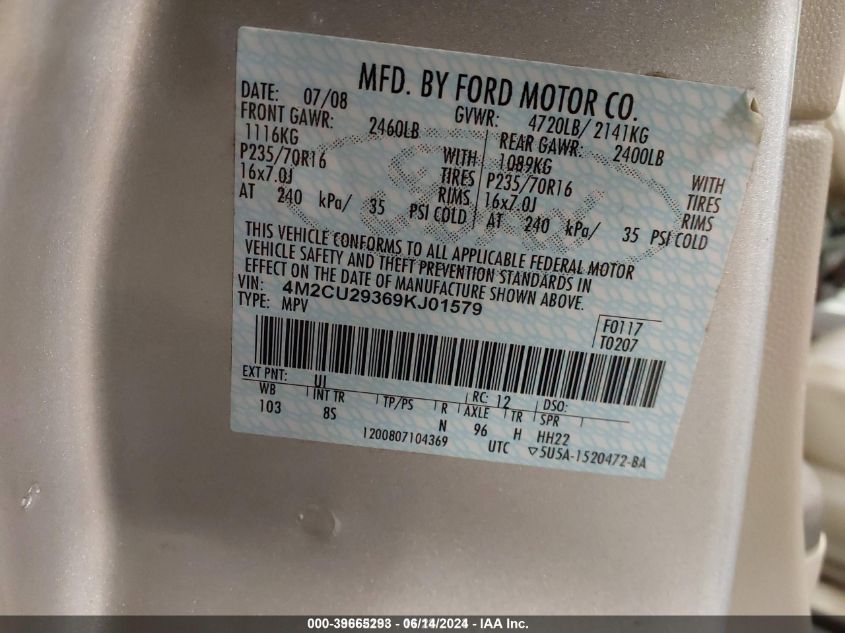 MFD. BY FORD MOTOR CO.
DATE: 07/08 GVWR: 4720LB/ 2141KG
FRONT GAWR: 2460LB REAR GAWR: 2400LB
1116KG WITH 1089KG WITH
P235/70R16 TIRES P235/70R16 TIRES
16x7.0J RIMS 16x7.0J RIMS
AT 240 kPa/ 35 PSI COLD AT 240 kPa/ 35 PSI COLD
THIS VEHICLE CONFORMS TO ALL APPLICABLE FEDERAL MOTOR
VEHICLE SAFETY AND THEFT PREVENTION STANDARDS IN
EFFECT ON THE DATE OF MANUFACTURE SHOWN ABOVE.
VIN: 4M2CU29369KJ01579
TYPE: MPV
F0117
T0207
EXT PNT: UJ RC: 12 DSO:
WB INT TR TP/PS R AXLE TR SPR
103 8S N 96 H HH22
1200807104369 UTC ▽5U5A-1520472-BA
000-39665293 - 06/14/2024 - IAA Inc.